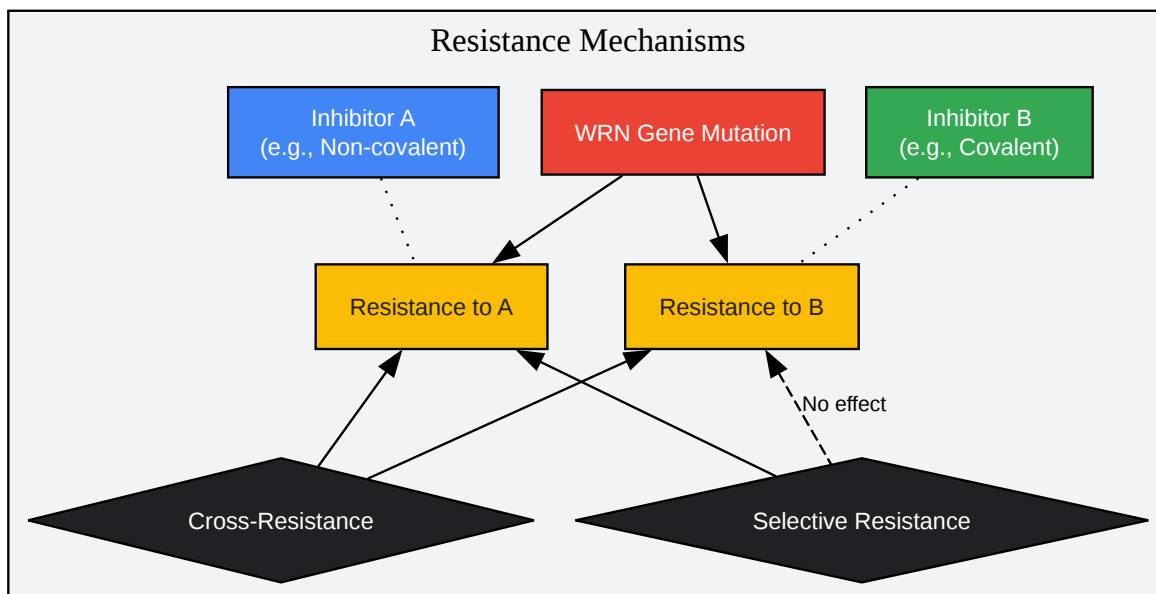 Resistance Mechanisms
Inhibitor A
(e.g., Non-covalent)
WRN Gene Mutation
Inhibitor B
(e.g., Covalent)
Resistance to A
Resistance to B
No effect
Cross-Resistance
Selective Resistance